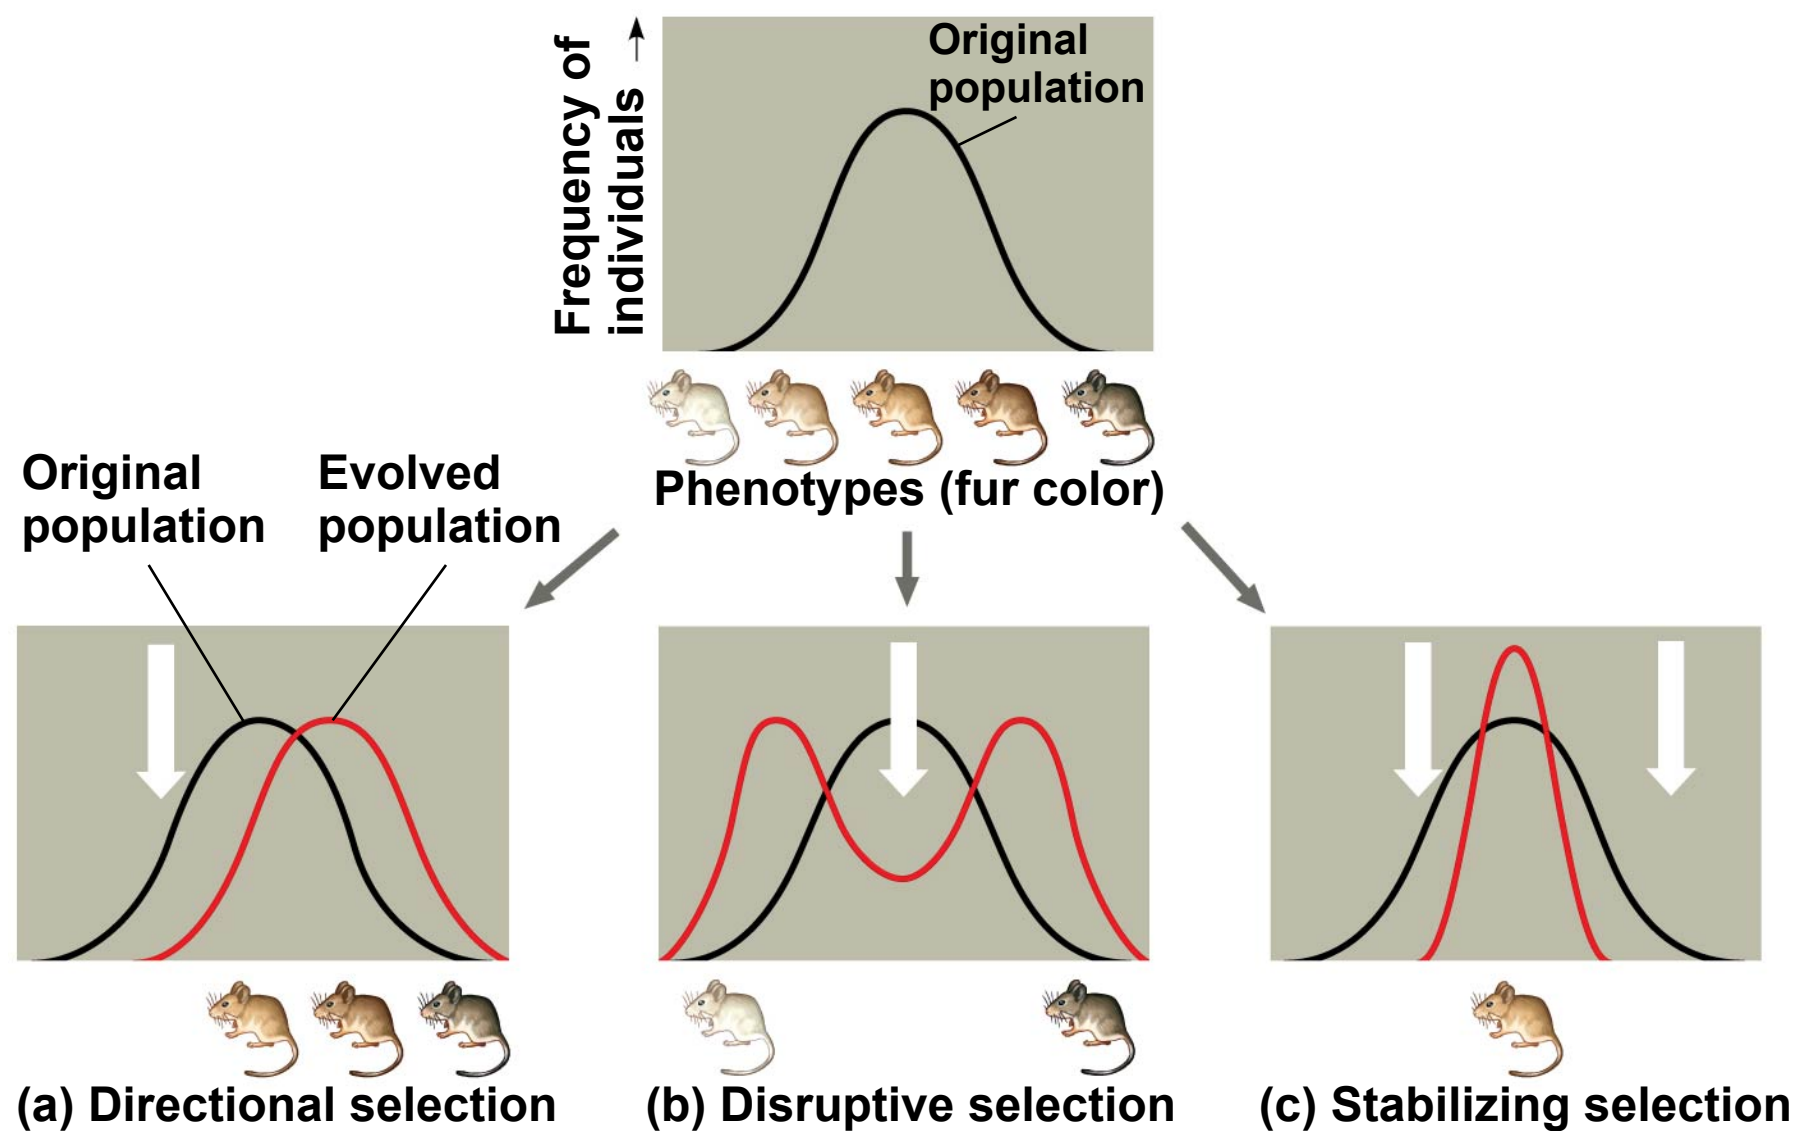 Frequency of
individuals
Original
population
Phenotypes (fur color)
Original
population
Evolved
population
(a) Directional selection
(b) Disruptive selection
(c) Stabilizing selection